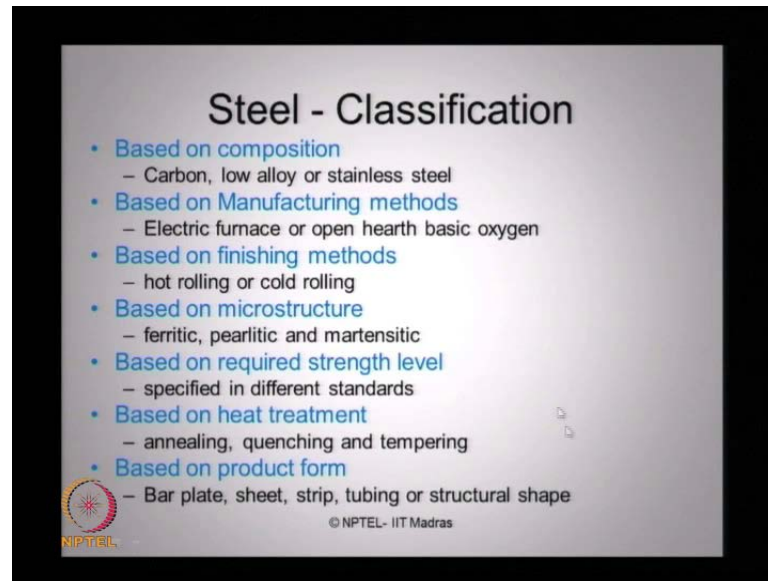 Steel - Classification
• Based on composition
– Carbon, low alloy or stainless steel
• Based on Manufacturing methods
– Electric furnace or open hearth basic oxygen
• Based on finishing methods
– hot rolling or cold rolling
• Based on microstructure
– ferritic, pearlitic and martensitic
• Based on required strength level
– specified in different standards
• Based on heat treatment
– annealing, quenching and tempering
• Based on product form
– Bar plate, sheet, strip, tubing or structural shape
© NPTEL- IIT Madras
NPTEL